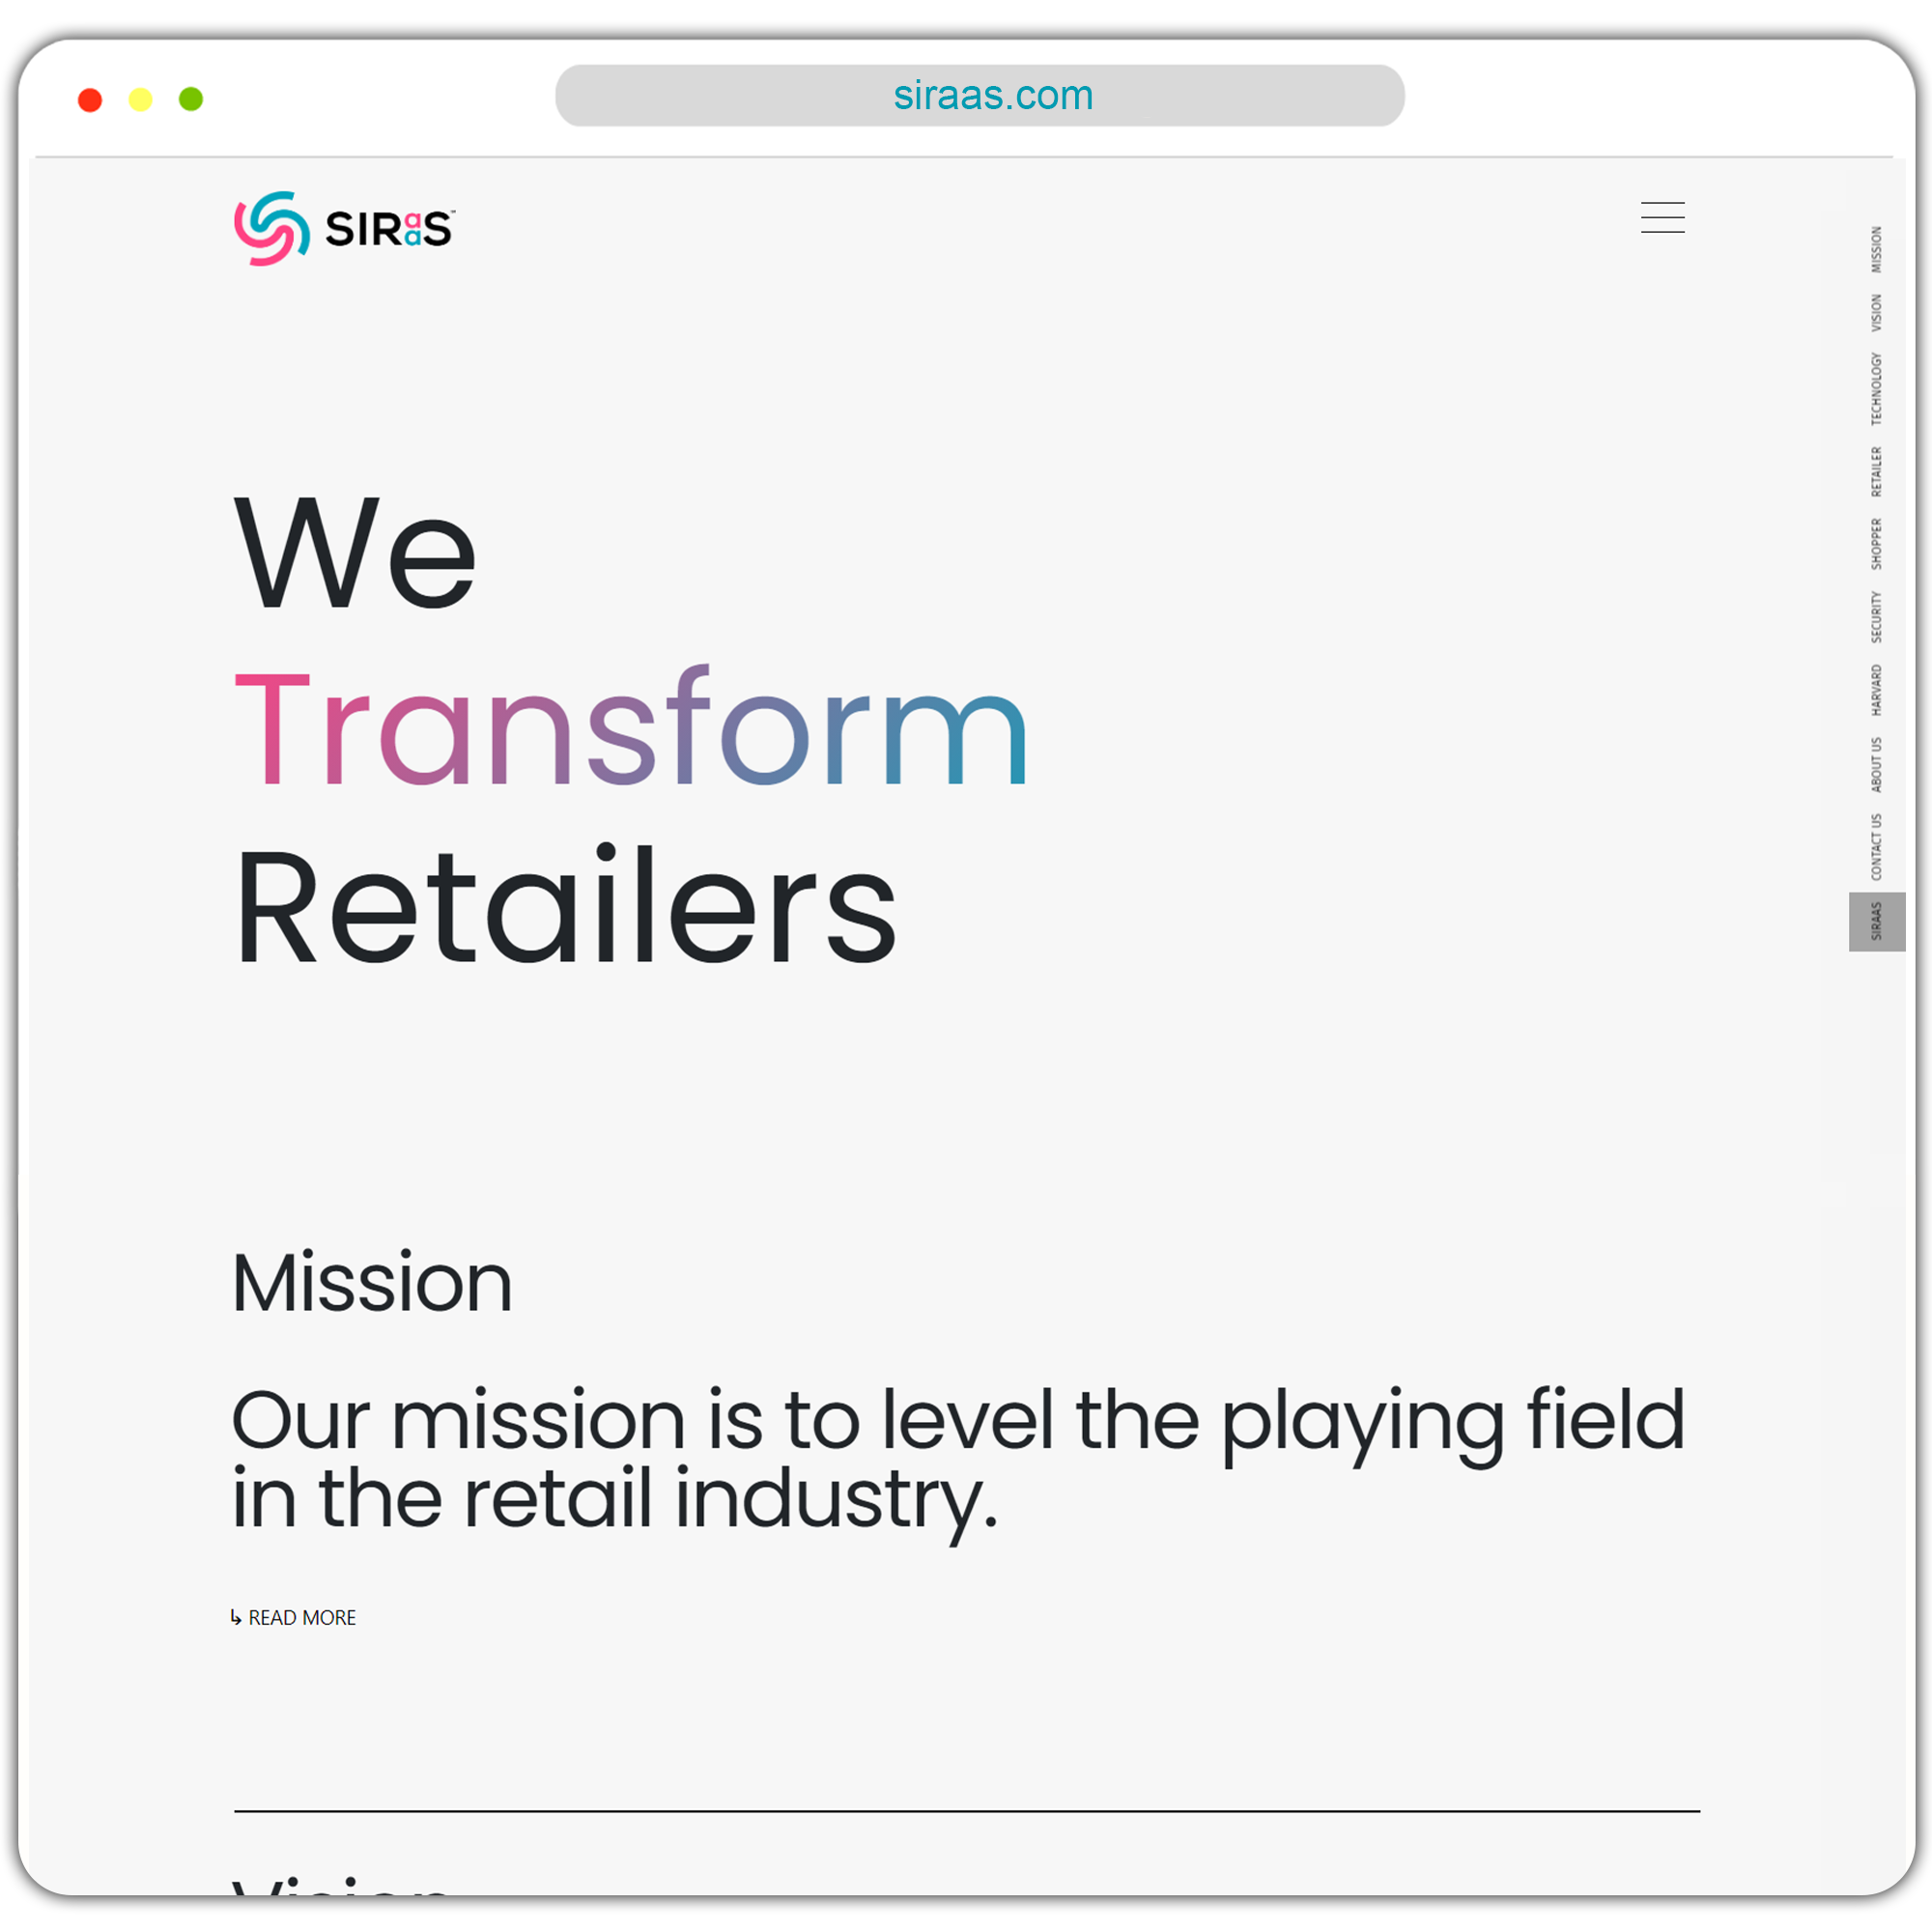 siraas.com
SIRaaS™
We
Transform
Retailers
Mission
Our mission is to level the playing field
in the retail industry.
↳ READ MORE
Vision
MISSION
VISION
TECHNOLOGY
RETAILER
SHOPPER
SECURITY
HARVARD
ABOUT US
CONTACT US
SIRAAS